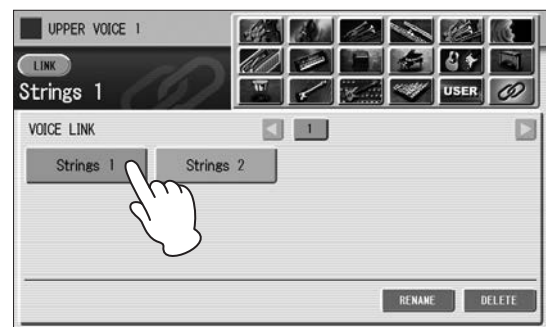 UPPER VOICE 1
LINK
Strings 1
USER
VOICE LINK
1
Strings 1
Strings 2
RENAME
DELETE